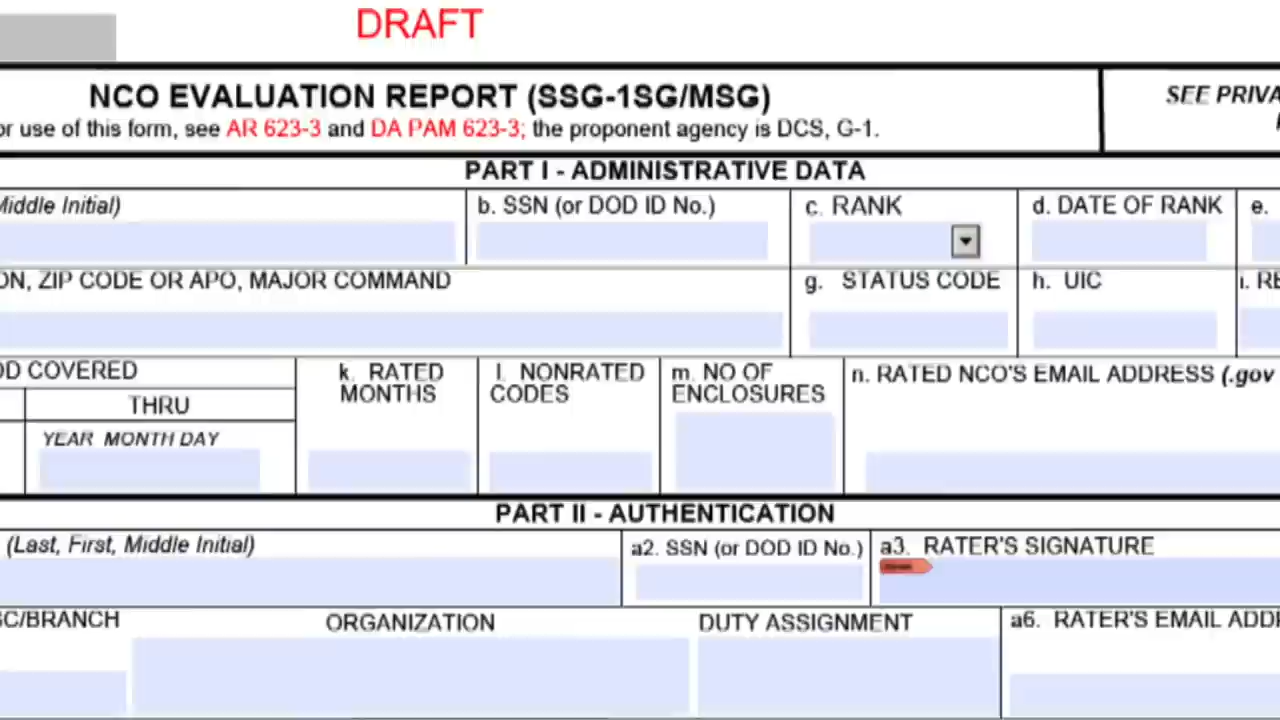 DRAFT
NCO EVALUATION REPORT (SSG-1SG/MSG)
SEE PRIVA
or use of this form, see AR 623-3 and DA PAM 623-3; the proponent agency is DCS, G-1.
PART I - ADMINISTRATIVE DATA
Middle Initial)
b. SSN (or DOD ID No.)
c. RANK
d. DATE OF RANK
e.
ON, ZIP CODE OR APO, MAJOR COMMAND
g. STATUS CODE
h. UIC
i. RE
OD COVERED
THRU
YEAR MONTH DAY
k. RATED
MONTHS
l. NONRATED
CODES
m. NO OF
ENCLOSURES
n. RATED NCO'S EMAIL ADDRESS (.gov
PART II - AUTHENTICATION
(Last, First, Middle Initial)
a2. SSN (or DOD ID No.)
a3. RATER'S SIGNATURE
SC/BRANCH
ORGANIZATION
DUTY ASSIGNMENT
a6. RATER'S EMAIL ADDR